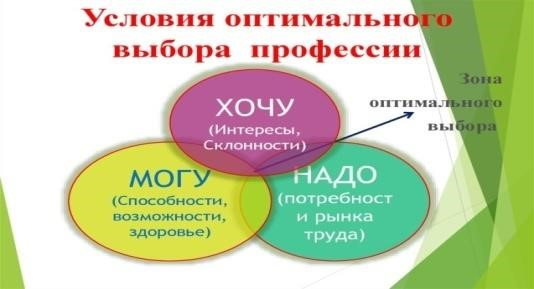 Условия оптимального
выбора профессии
Зона
оптимального
выбора
ХОЧУ
(Интересы,
Склонности)
МОГУ
(Способности,
возможности,
здоровье)
НАДО
(потребност
и рынка
труда)